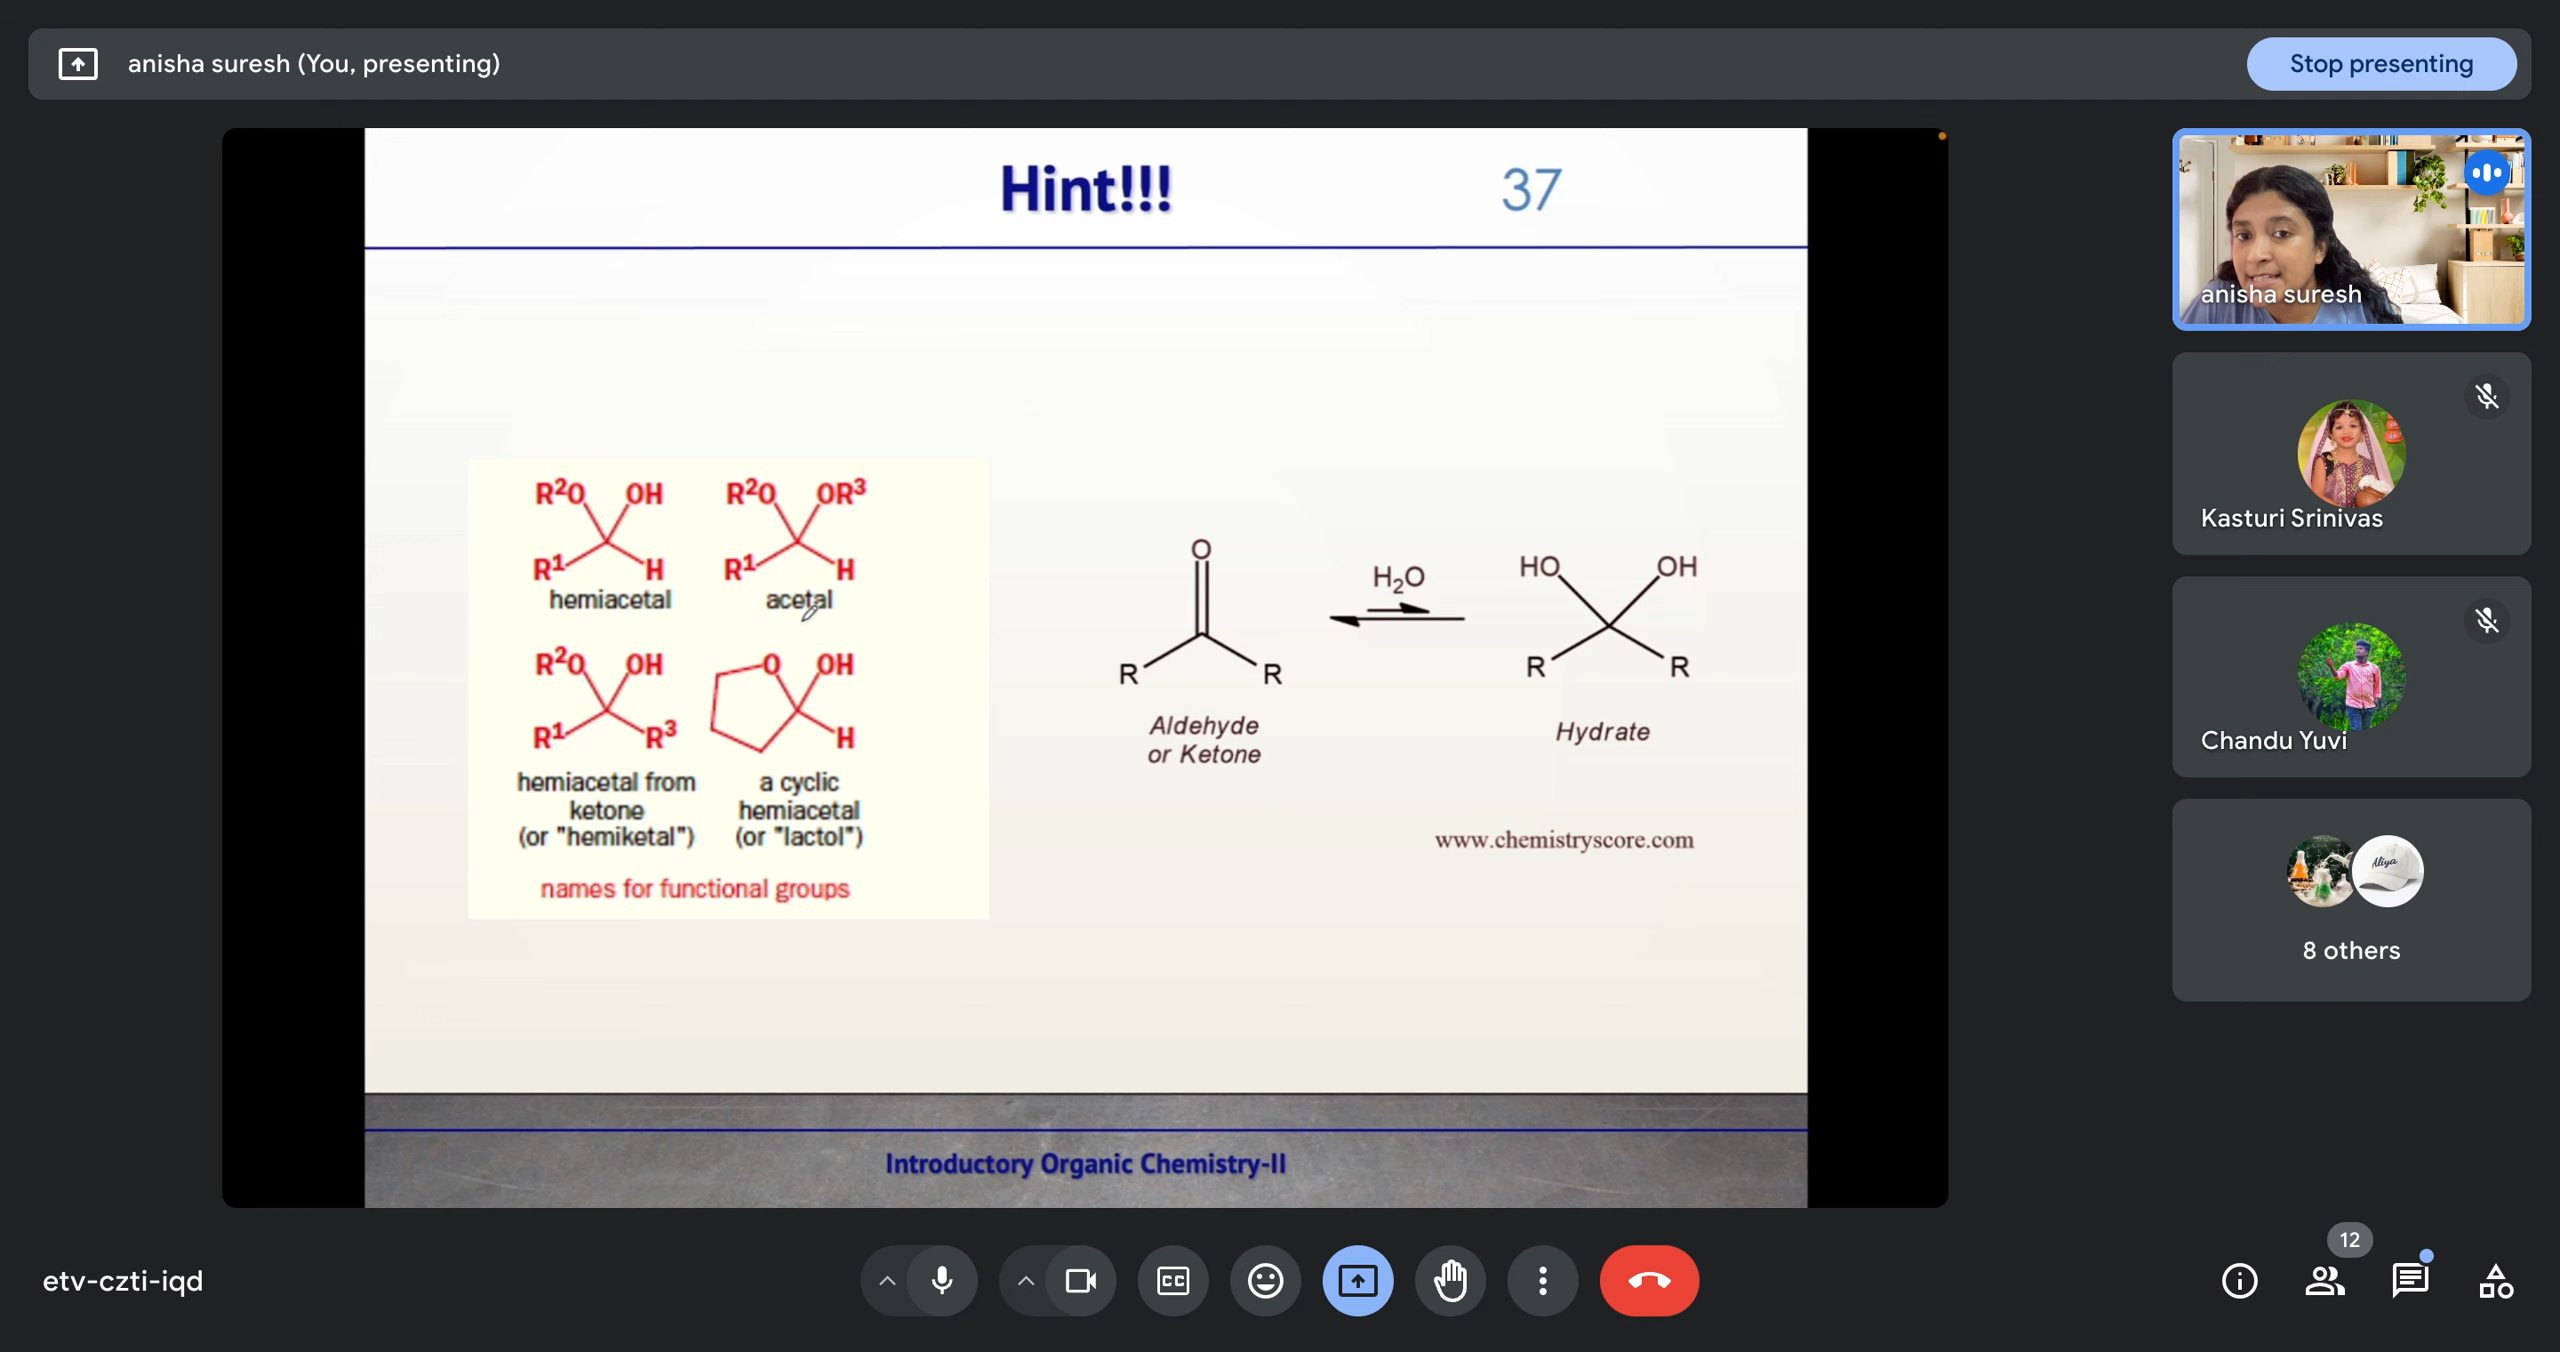 anisha suresh (You, presenting)
Stop presenting
Hint!!!
37
R²O OH
R¹ H
hemiacetal
R²O OR³
R¹ H
acetal
R²O OH
R¹ R³
hemiacetal from
ketone
(or "hemiketal")
O OH
H
a cyclic
hemiacetal
(or "lactol")
names for functional groups
O
R R
Aldehyde
or Ketone
H₂O
HO OH
R R
Hydrate
www.chemistryscore.com
Introductory Organic Chemistry-II
anisha suresh
Kasturi Srinivas
Chandu Yuvi
Aliya
8 others
etv-czti-iqd
CC
12